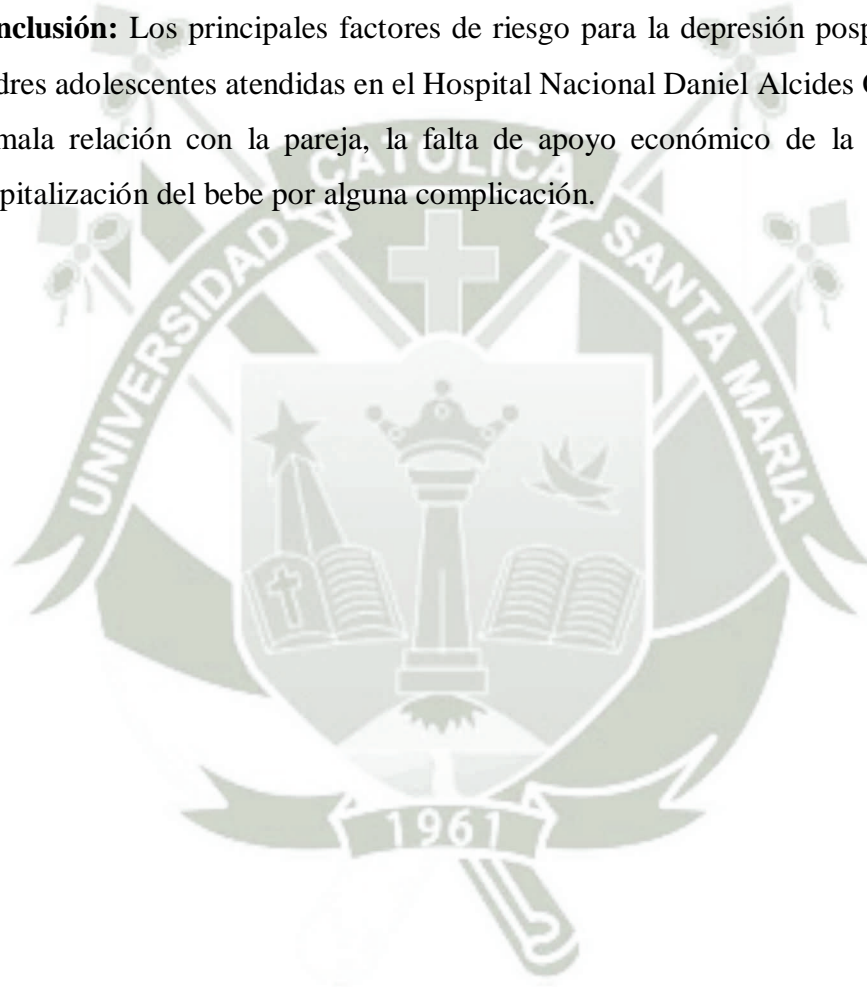 nclusión: Los principales factores de riesgo para la depresión posp
dres adolescentes atendidas en el Hospital Nacional Daniel Alcides
mala relación con la pareja, la falta de apoyo económico de la
pitalización del bebe por alguna complicación.
UNIVERSIDAD CATOLICA SANTA MARIA
1961